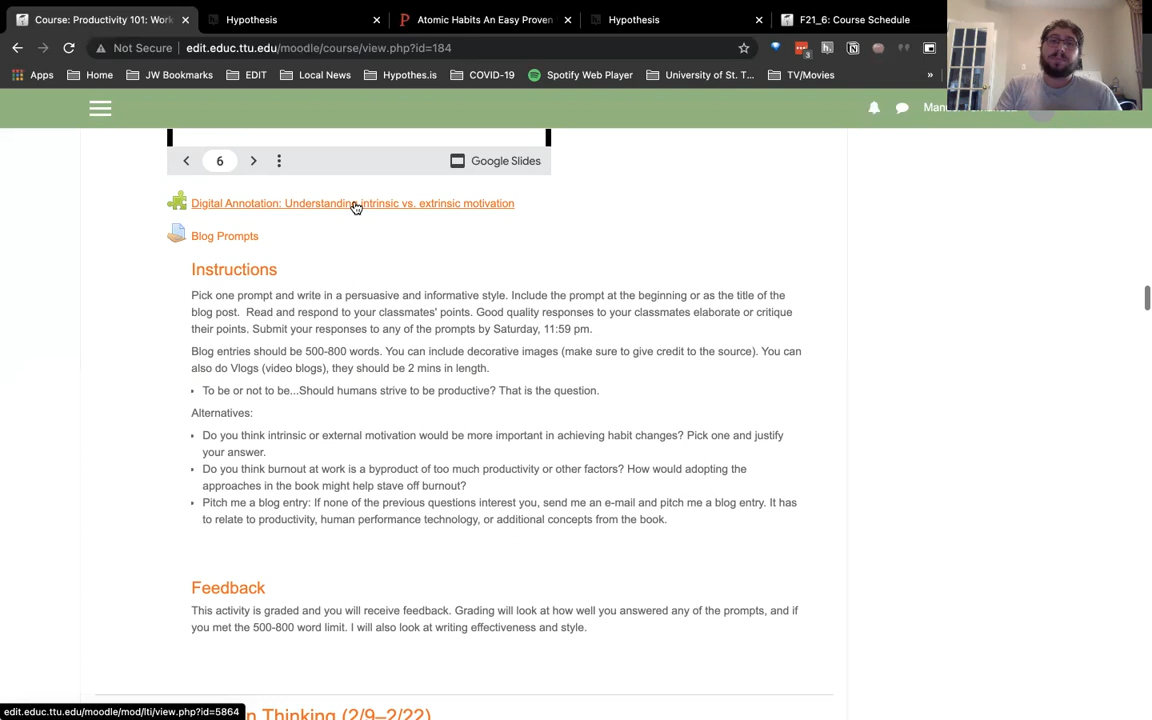 Course: Productivity 101: Work
Hypothesis
Atomic Habits An Easy Proven
Hypothesis
F21_6: Course Schedule
Not Secure | edit.educ.ttu.edu/moodle/course/view.php?id=184
Apps Home JW Bookmarks EDIT Local News Hypothes.is COVID-19 Spotify Web Player University of St. T... TV/Movies »
6
Google Slides
Digital Annotation: Understanding intrinsic vs. extrinsic motivation
Blog Prompts
Instructions
Pick one prompt and write in a persuasive and informative style. Include the prompt at the beginning or as the title of the
blog post. Read and respond to your classmates' points. Good quality responses to your classmates elaborate or critique
their points. Submit your responses to any of the prompts by Saturday, 11:59 pm.
Blog entries should be 500-800 words. You can include decorative images (make sure to give credit to the source). You can
also do Vlogs (video blogs), they should be 2 mins in length.
• To be or not to be...Should humans strive to be productive? That is the question.
Alternatives:
• Do you think intrinsic or external motivation would be more important in achieving habit changes? Pick one and justify
your answer.
• Do you think burnout at work is a byproduct of too much productivity or other factors? How would adopting the
approaches in the book might help stave off burnout?
• Pitch me a blog entry: If none of the previous questions interest you, send me an e-mail and pitch me a blog entry. It has
to relate to productivity, human performance technology, or additional concepts from the book.
Feedback
This activity is graded and you will receive feedback. Grading will look at how well you answered any of the prompts, and if
you met the 500-800 word limit. I will also look at writing effectiveness and style.
n Thinking (2/9–2/22)
edit.educ.ttu.edu/moodle/mod/lti/view.php?id=5864